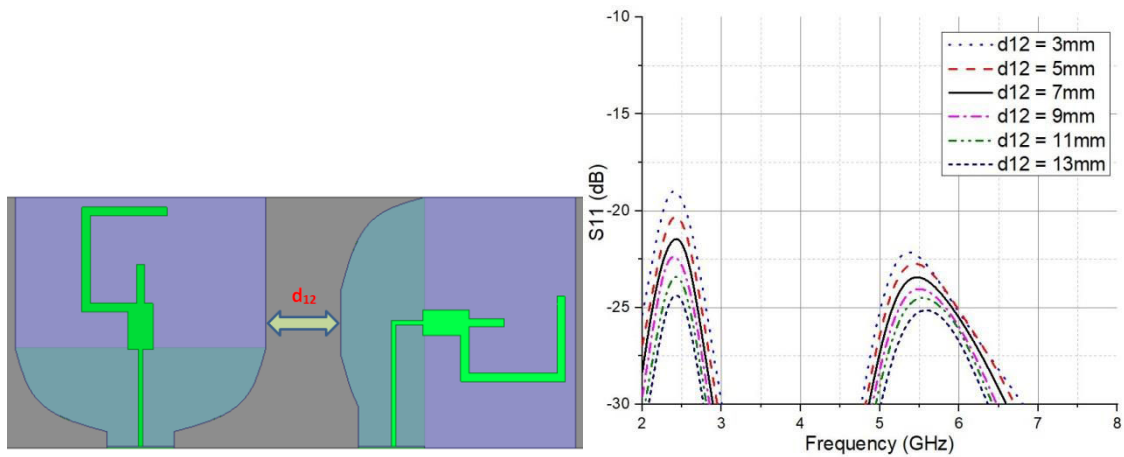 d12
-10
-15
-20
-25
-30
S11 (dB)
d12 = 3mm
d12 = 5mm
d12 = 7mm
d12 = 9mm
d12 = 11mm
d12 = 13mm
2 3 4 5 6 7 8
Frequency (GHz)